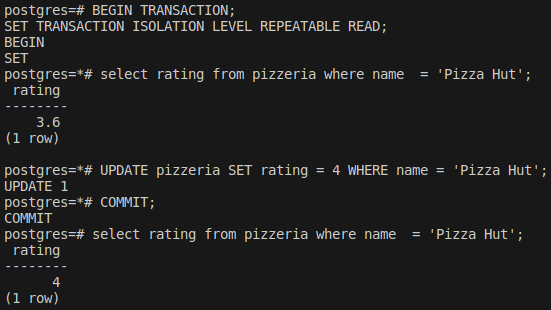 postgres=# BEGIN TRANSACTION;
SET TRANSACTION ISOLATION LEVEL REPEATABLE READ;
BEGIN
SET
postgres=*# select rating from pizzeria where name  = 'Pizza Hut';
 rating
--------
    3.6
(1 row)

postgres=*# UPDATE pizzeria SET rating = 4 WHERE name = 'Pizza Hut';
UPDATE 1
postgres=*# COMMIT;
COMMIT
postgres=# select rating from pizzeria where name  = 'Pizza Hut';
 rating
--------
      4
(1 row)